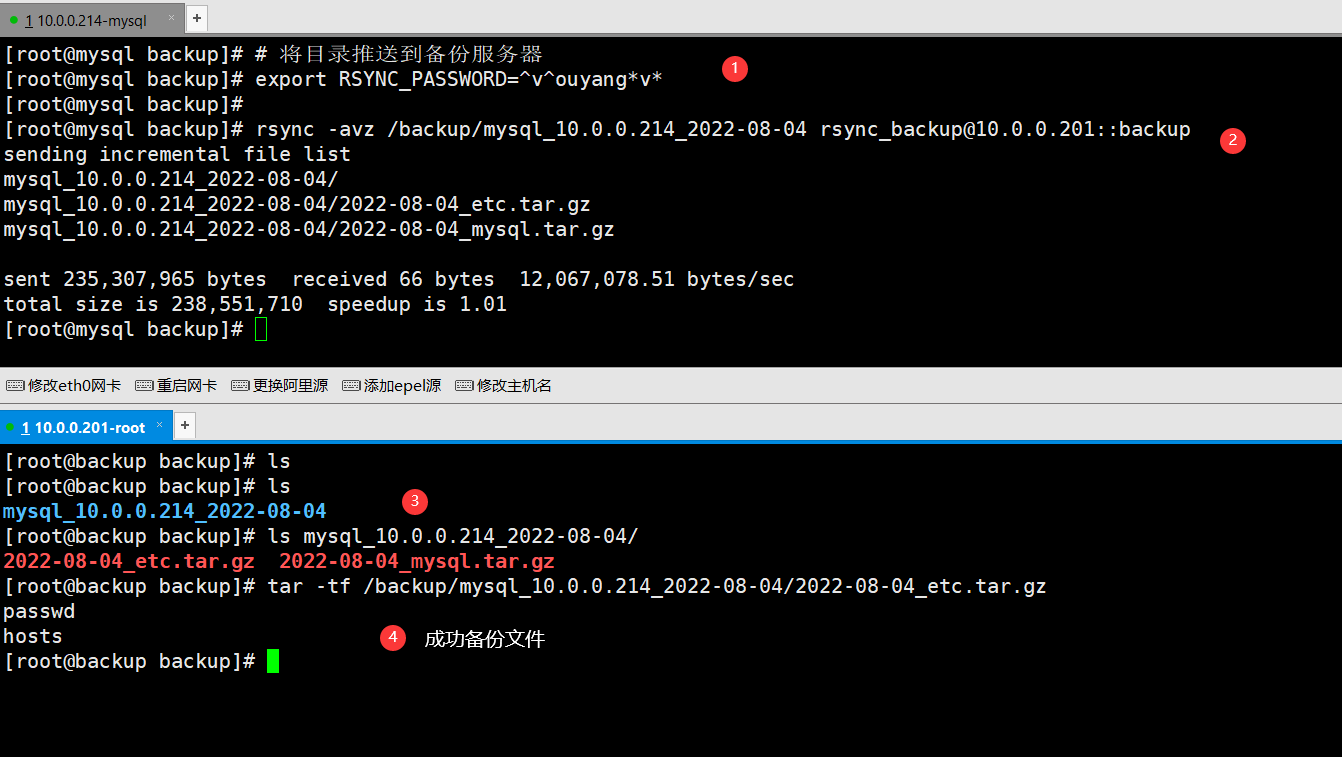 1 10.0.0.214-mysql × +
[root@mysql backup]# # 将目录推送到备份服务器
[root@mysql backup]# export RSYNC_PASSWORD=^v^ouyang*v*
1
[root@mysql backup]#
[root@mysql backup]# rsync -avz /backup/mysql_10.0.0.214_2022-08-04 rsync_backup@10.0.0.201::backup
2
sending incremental file list
mysql_10.0.0.214_2022-08-04/
mysql_10.0.0.214_2022-08-04/2022-08-04_etc.tar.gz
mysql_10.0.0.214_2022-08-04/2022-08-04_mysql.tar.gz
sent 235,307,965 bytes  received 66 bytes  12,067,078.51 bytes/sec
total size is 238,551,710  speedup is 1.01
[root@mysql backup]#
修改eth0网卡 重启网卡 更换阿里源 添加epel源 修改主机名
1 10.0.0.201-root × +
[root@backup backup]# ls
[root@backup backup]# ls
mysql_10.0.0.214_2022-08-04
3
[root@backup backup]# ls mysql_10.0.0.214_2022-08-04/
2022-08-04_etc.tar.gz  2022-08-04_mysql.tar.gz
[root@backup backup]# tar -tf /backup/mysql_10.0.0.214_2022-08-04/2022-08-04_etc.tar.gz
passwd
hosts
4 成功备份文件
[root@backup backup]#